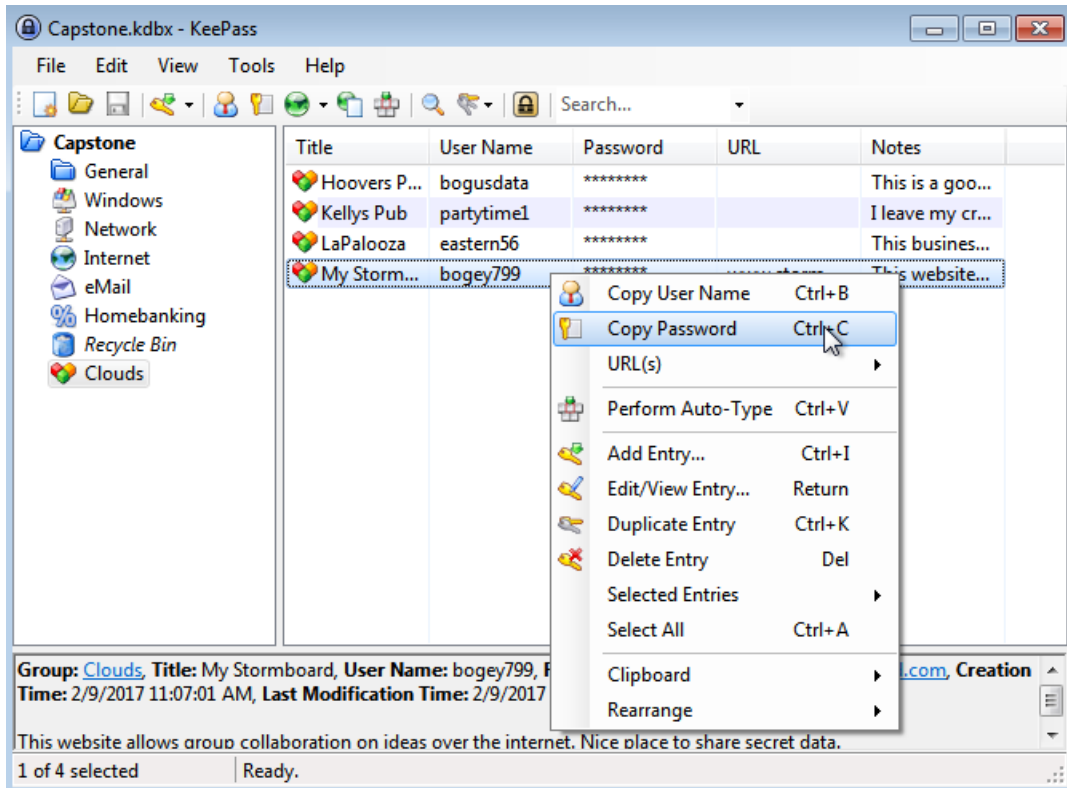 Capstone.kdbx - KeePass
File Edit View Tools Help
Search...
Capstone
General
Windows
Network
Internet
eMail
Homebanking
Recycle Bin
Clouds
Title User Name Password URL Notes
Hoovers P... bogusdata ******** This is a goo...
Kellys Pub partytime1 ******** I leave my cr...
LaPalooza eastern56 ******** This busines...
My Storm... bogey799 ******** This website...
Copy User Name Ctrl+B
Copy Password Ctrl+C
URL(s)
Perform Auto-Type Ctrl+V
Add Entry... Ctrl+I
Edit/View Entry... Return
Duplicate Entry Ctrl+K
Delete Entry Del
Selected Entries
Select All Ctrl+A
Clipboard
Rearrange
Group: Clouds, Title: My Stormboard, User Name: bogey799, .com, Creation
Time: 2/9/2017 11:07:01 AM, Last Modification Time: 2/9/2017
This website allows group collaboration on ideas over the internet. Nice place to share secret data.
1 of 4 selected Ready.